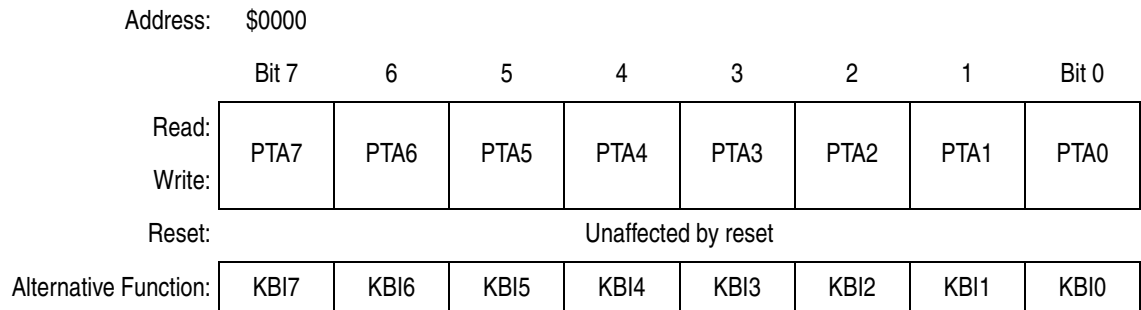 Address: $0000
Bit 7 6 5 4 3 2 1 Bit 0
Read:
PTA7 PTA6 PTA5 PTA4 PTA3 PTA2 PTA1 PTA0
Write:
Reset: Unaffected by reset
Alternative Function: KBI7 KBI6 KBI5 KBI4 KBI3 KBI2 KBI1 KBI0